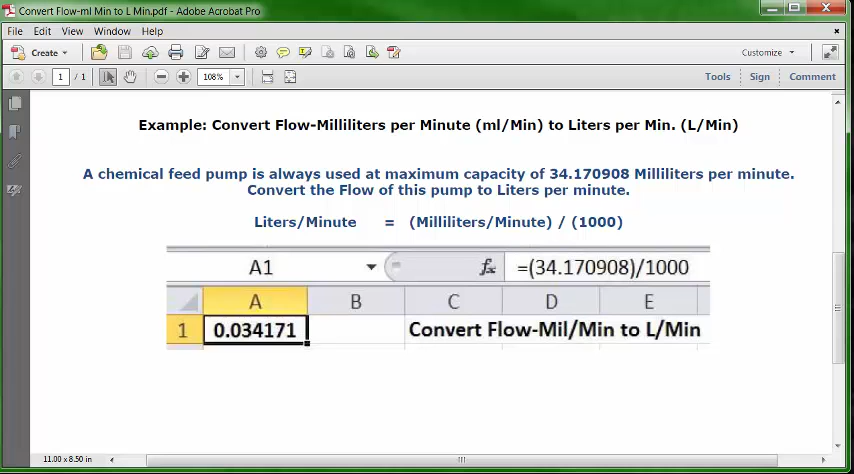 Convert Flow-ml Min to L Min.pdf - Adobe Acrobat Pro
File Edit View Window Help
Create Customize
1 / 1 108% Tools Sign Comment
Example: Convert Flow-Milliliters per Minute (ml/Min) to Liters per Min. (L/Min)
A chemical feed pump is always used at maximum capacity of 34.170908 Milliliters per minute.
Convert the Flow of this pump to Liters per minute.
Liters/Minute = (Milliliters/Minute) / (1000)
A1 fx =(34.170908)/1000
A B C D E
1 0.034171 Convert Flow-Mil/Min to L/Min
11.00 x 8.50 in